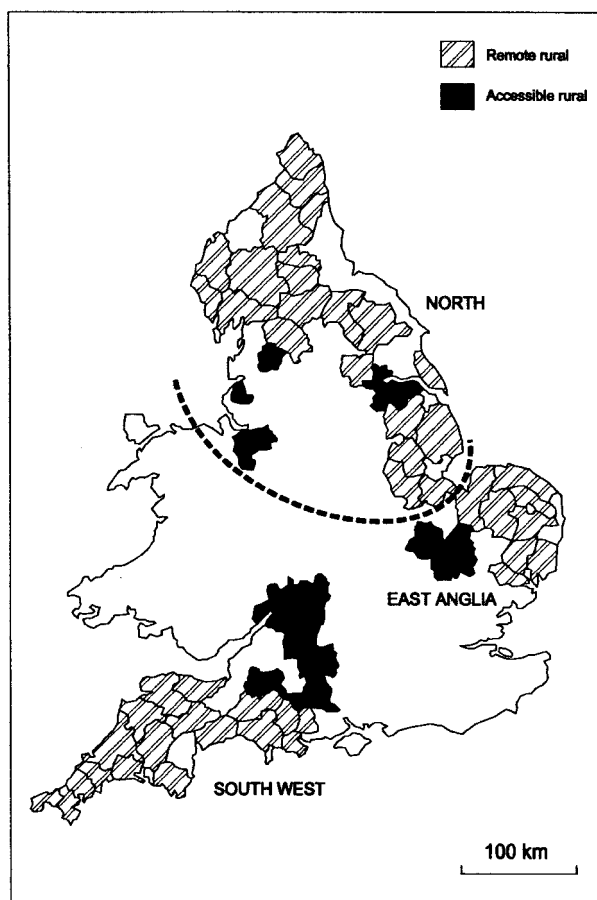 Remote rural
Accessible rural
NORTH
EAST ANGLIA
SOUTH WEST
100 km